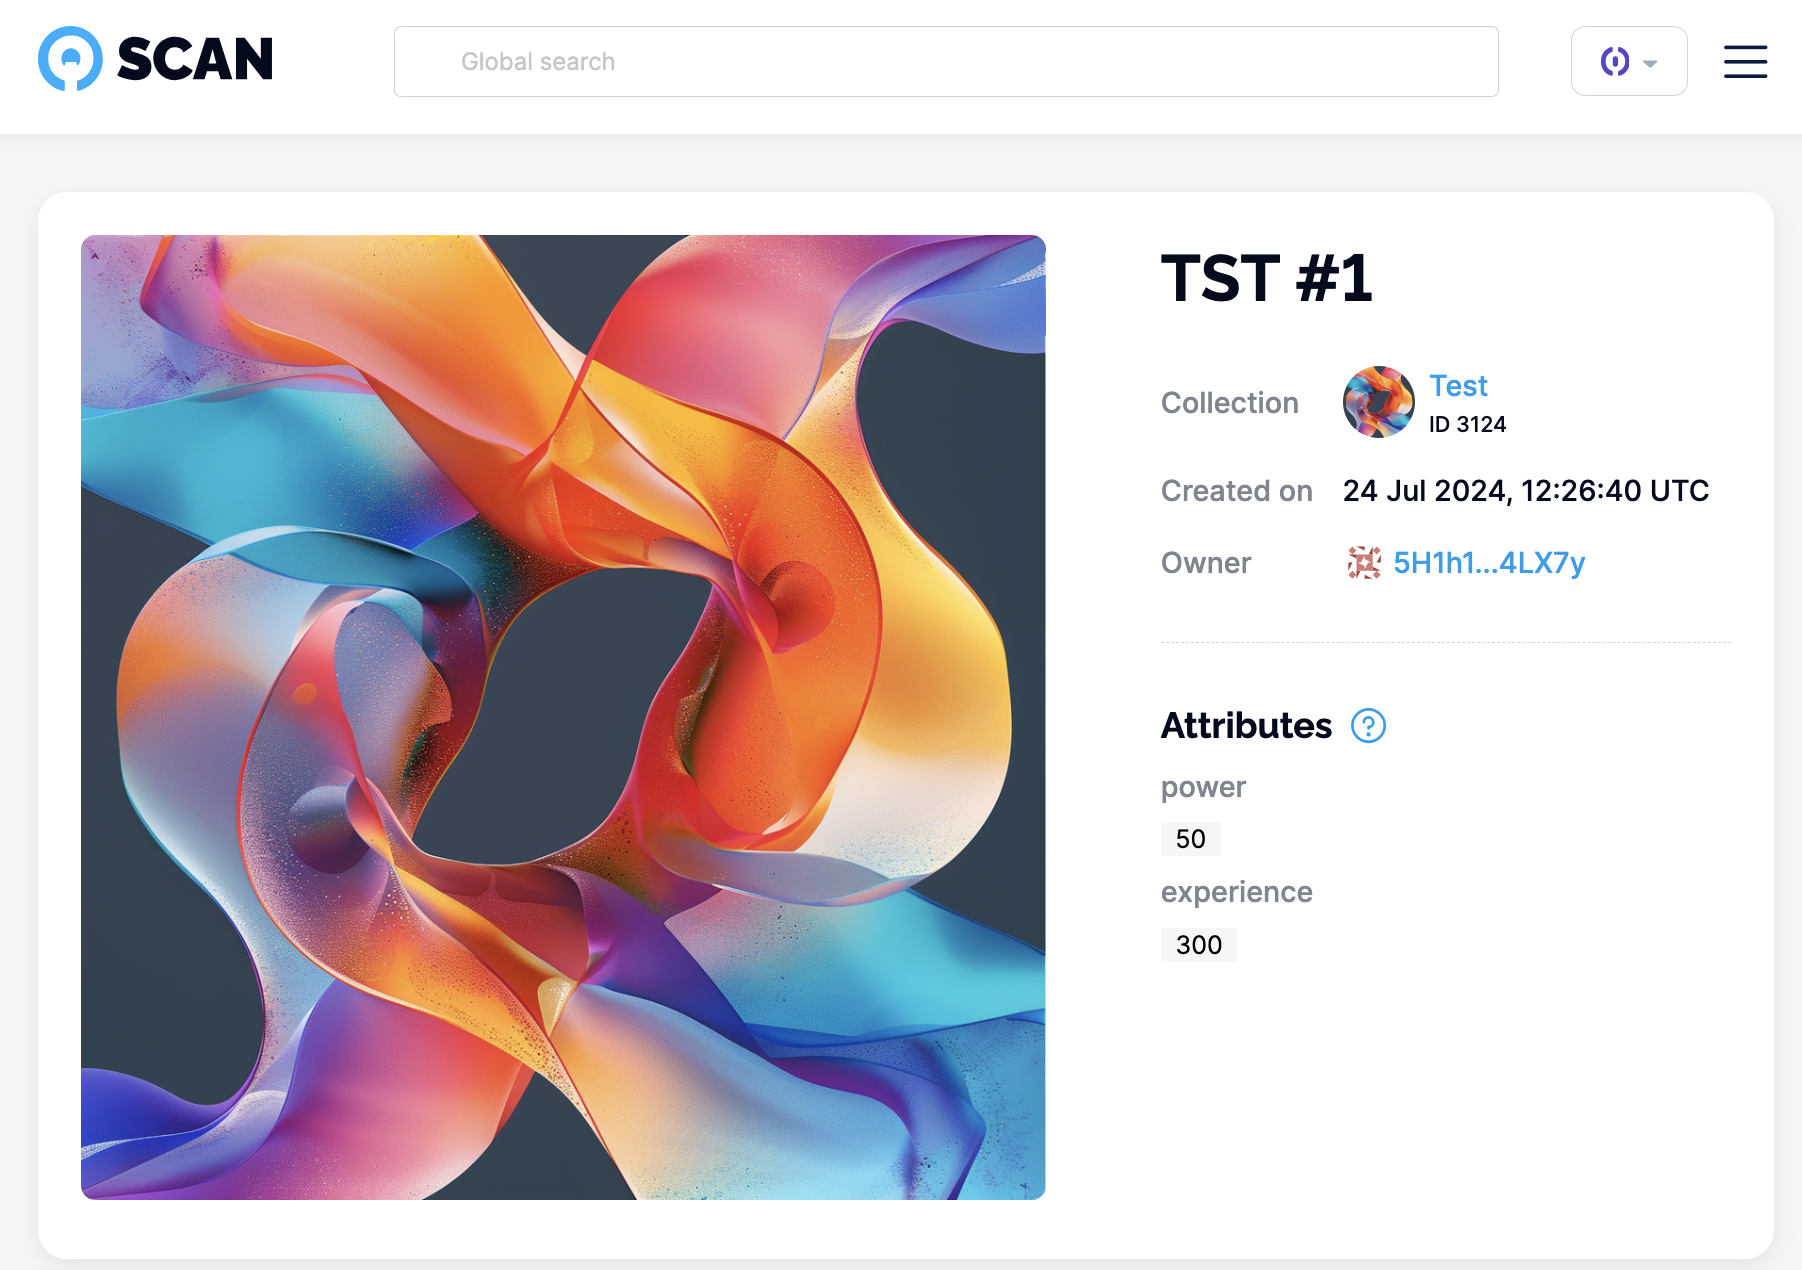 SCAN
Global search
TST #1
Collection
Test
ID 3124
Created on 24 Jul 2024, 12:26:40 UTC
Owner 5H1h1...4LX7y
Attributes ?
power
50
experience
300